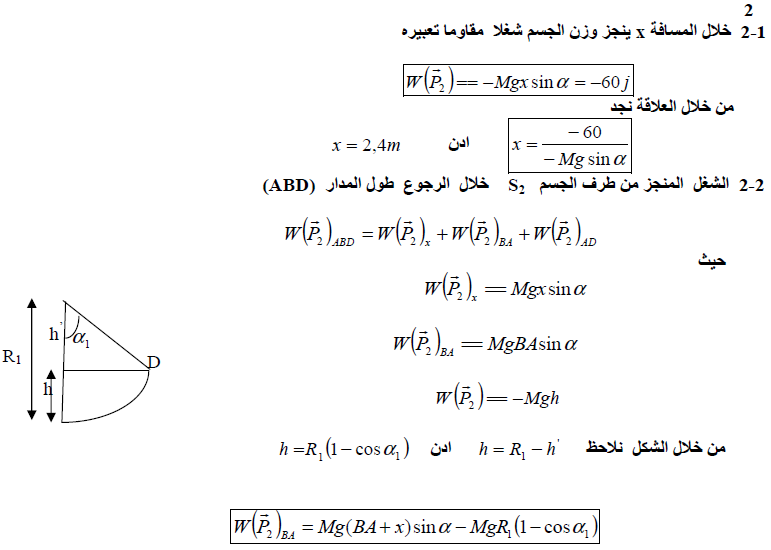 2
2-1 خلال المسافة x ينجز وزن الجسم شغلا مقاوما تعبيره
W(P⃗₂)==−Mgx sin α = −60 j
من خلال العلاقة نجد
x = −60 / −Mg sin α ادن x = 2,4m
2-2 الشغل المنجز من طرف الجسم S₂ خلال الرجوع طول المدار (ABD)
W(P⃗₂)ABD = W(P⃗₂)x + W(P⃗₂)BA + W(P⃗₂)AD
حيث
W(P⃗₂)x == Mgx sin α
W(P⃗₂)BA == MgBA sin α
W(P⃗₂)==−Mgh
h'
α₁
R₁
D
h
من خلال الشكل نلاحظ h = R₁ − h' ادن h = R₁(1 − cos α₁)
W(P⃗₂)BA = Mg(BA + x) sin α − MgR₁(1 − cos α₁)